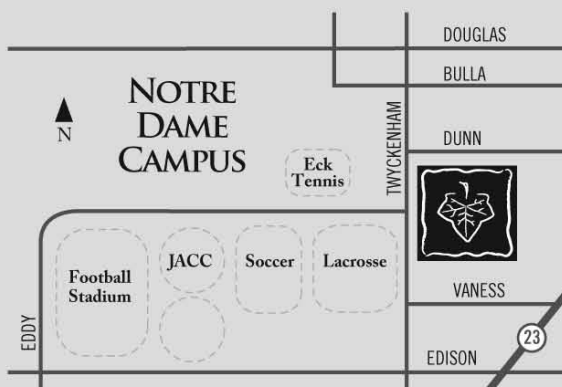 DOUGLAS
BULLA
NOTRE
DAME
CAMPUS
N
TWYCKENHAM
DUNN
Eck
Tennis
Football
Stadium
JACC
Soccer
Lacrosse
VANESS
EDDY
23
EDISON